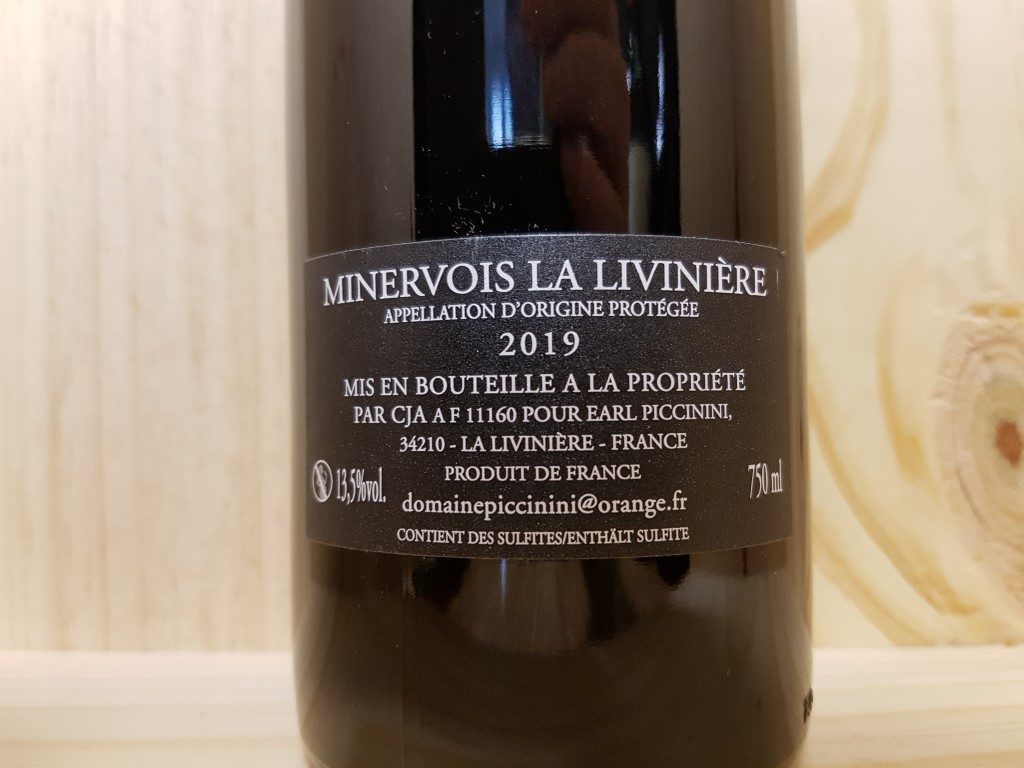 MINERVOIS LA LIVINIÈRE
APPELLATION D'ORIGINE PROTÉGÉE
2019
MIS EN BOUTEILLE A LA PROPRIÉTÉ
PAR CJA A F 11160 POUR EARL PICCININI,
34210 - LA LIVINIÈRE - FRANCE
PRODUIT DE FRANCE
13,5%vol.
750 ml
domainepiccinini@orange.fr
CONTIENT DES SULFITES/ENTHÄLT SULFITE